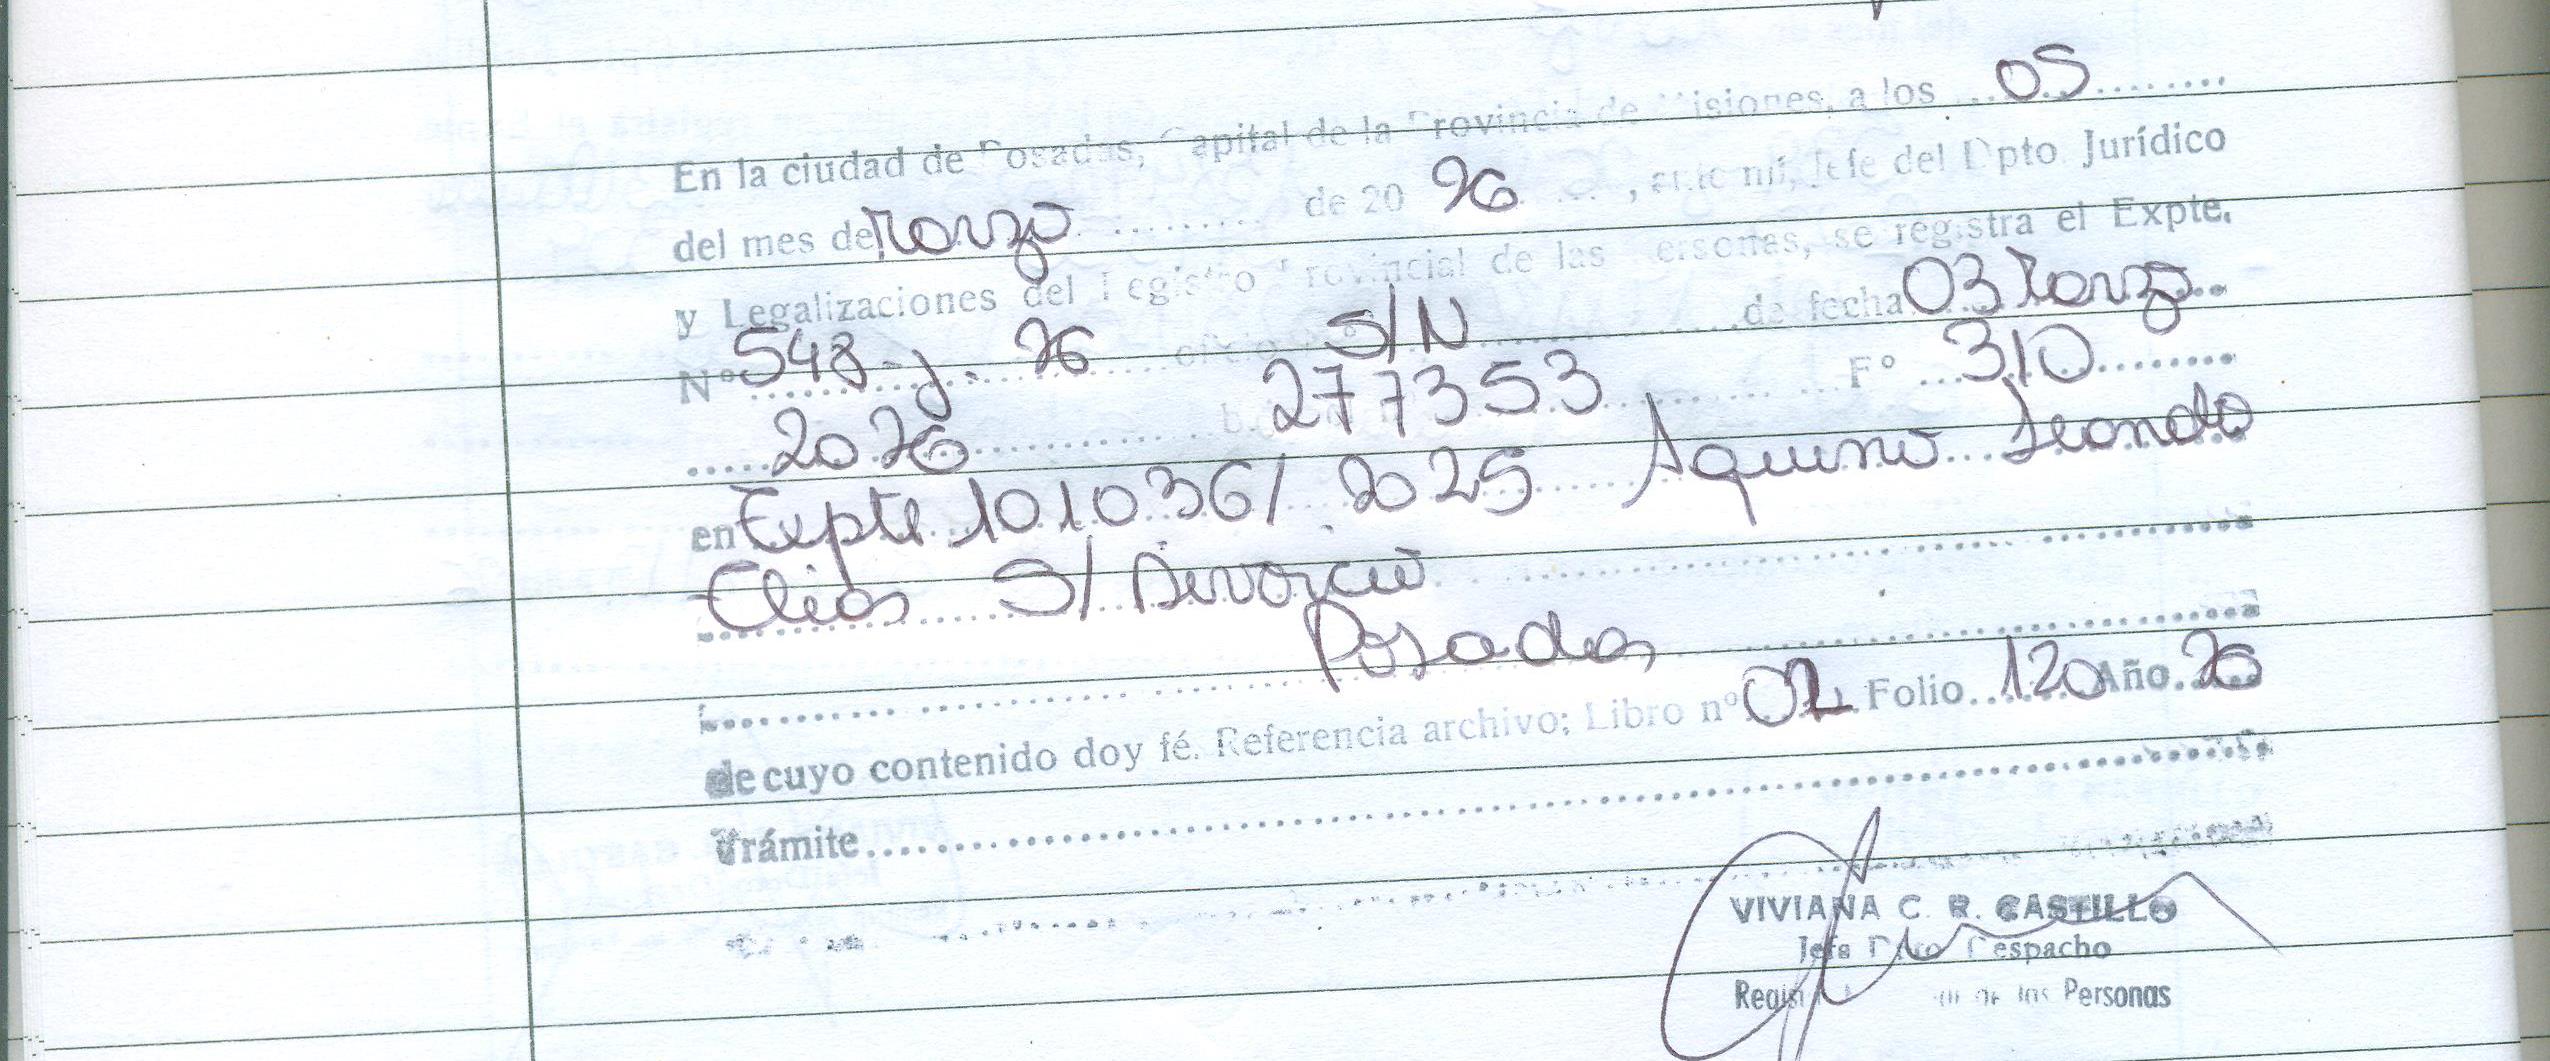 En la ciudad de Posadas, Capital de la Provincia de Misiones, a los 05
del mes de Marzo de 20 26, ante mí, Jefe del Dpto Jurídico
y Legalizaciones del Registro Provincial de las Personas, se registra el Expte.
Nº 548-J-26 oficio nº S/N de fecha 03 Marzo
2026 bajo 277353 Fº 310
en Expte 101036/2025 Aquino
Elias S/ Divorcio
Posadas
de cuyo contenido doy fé. Referencia archivo: Libro nº 02 Folio 120 Año 26
Trámite
VIVIANA C. R. CASTILLO
Jefa Dpto Despacho
de las Personas